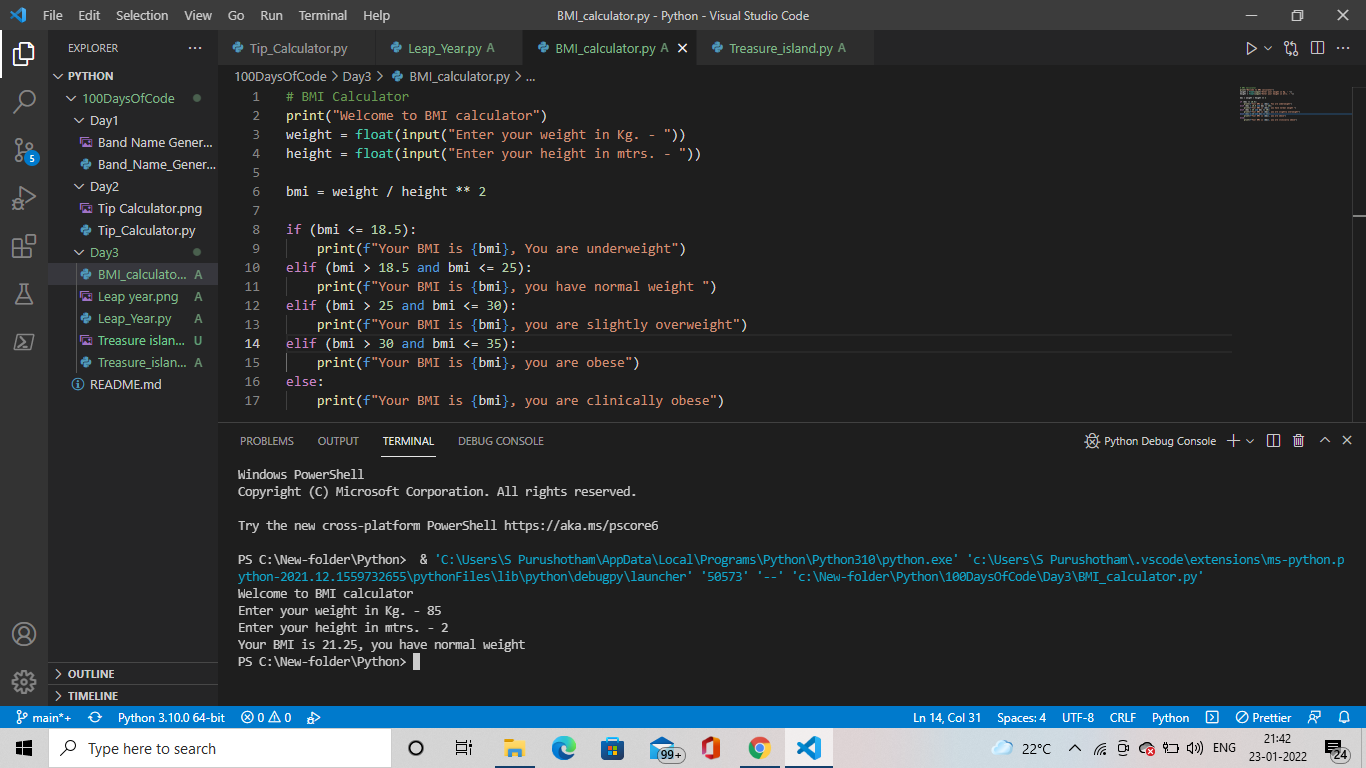 File Edit Selection View Go Run Terminal Help BMI_calculator.py - Python - Visual Studio Code
EXPLORER
Tip_Calculator.py Leap_Year.py A BMI_calculator.py A Treasure_island.py A
PYTHON
100DaysOfCode
Day1
Band Name Gener...
Band_Name_Gener...
Day2
Tip Calculator.png
Tip_Calculator.py
Day3
BMI_calculato... A
Leap year.png A
Leap_Year.py A
Treasure islan... U
Treasure_islan... A
README.md
OUTLINE
TIMELINE
5
100DaysOfCode > Day3 > BMI_calculator.py > ...
1 # BMI Calculator
2 print("Welcome to BMI calculator")
3 weight = float(input("Enter your weight in Kg. - "))
4 height = float(input("Enter your height in mtrs. - "))
5
6 bmi = weight / height ** 2
7
8 if (bmi <= 18.5):
9 print(f"Your BMI is {bmi}, You are underweight")
10 elif (bmi > 18.5 and bmi <= 25):
11 print(f"Your BMI is {bmi}, you have normal weight ")
12 elif (bmi > 25 and bmi <= 30):
13 print(f"Your BMI is {bmi}, you are slightly overweight")
14 elif (bmi > 30 and bmi <= 35):
15 print(f"Your BMI is {bmi}, you are obese")
16 else:
17 print(f"Your BMI is {bmi}, you are clinically obese")
PROBLEMS OUTPUT TERMINAL DEBUG CONSOLE Python Debug Console
Windows PowerShell
Copyright (C) Microsoft Corporation. All rights reserved.
Try the new cross-platform PowerShell https://aka.ms/pscore6
PS C:\New-folder\Python> & 'C:\Users\S Purushotham\AppData\Local\Programs\Python\Python310\python.exe' 'c:\Users\S Purushotham\.vscode\extensions\ms-python.p
ython-2021.12.1559732655\pythonFiles\lib\python\debugpy\launcher' '50573' '--' 'c:\New-folder\Python\100DaysOfCode\Day3\BMI_calculator.py'
Welcome to BMI calculator
Enter your weight in Kg. - 85
Enter your height in mtrs. - 2
Your BMI is 21.25, you have normal weight
PS C:\New-folder\Python>
main*+ Python 3.10.0 64-bit 0 0 Ln 14, Col 31 Spaces: 4 UTF-8 CRLF Python Prettier
Type here to search 99+ 22°C ENG 21:42
23-01-2022 24